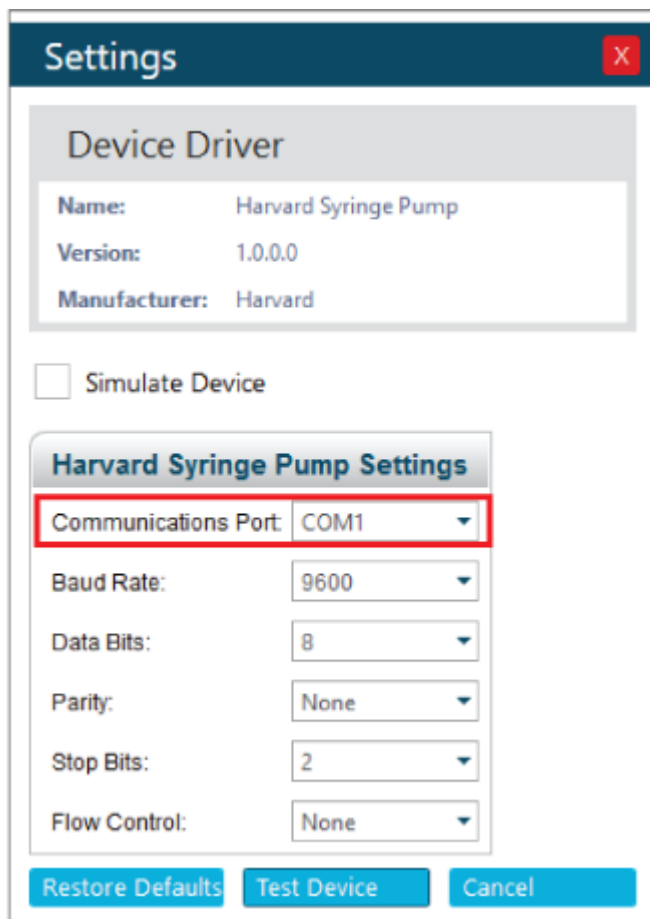 Settings
X
Device Driver
Name: Harvard Syringe Pump
Version: 1.0.0.0
Manufacturer: Harvard
Simulate Device
Harvard Syringe Pump Settings
Communications Port: COM1
Baud Rate: 9600
Data Bits: 8
Parity: None
Stop Bits: 2
Flow Control: None
Restore Defaults Test Device Cancel